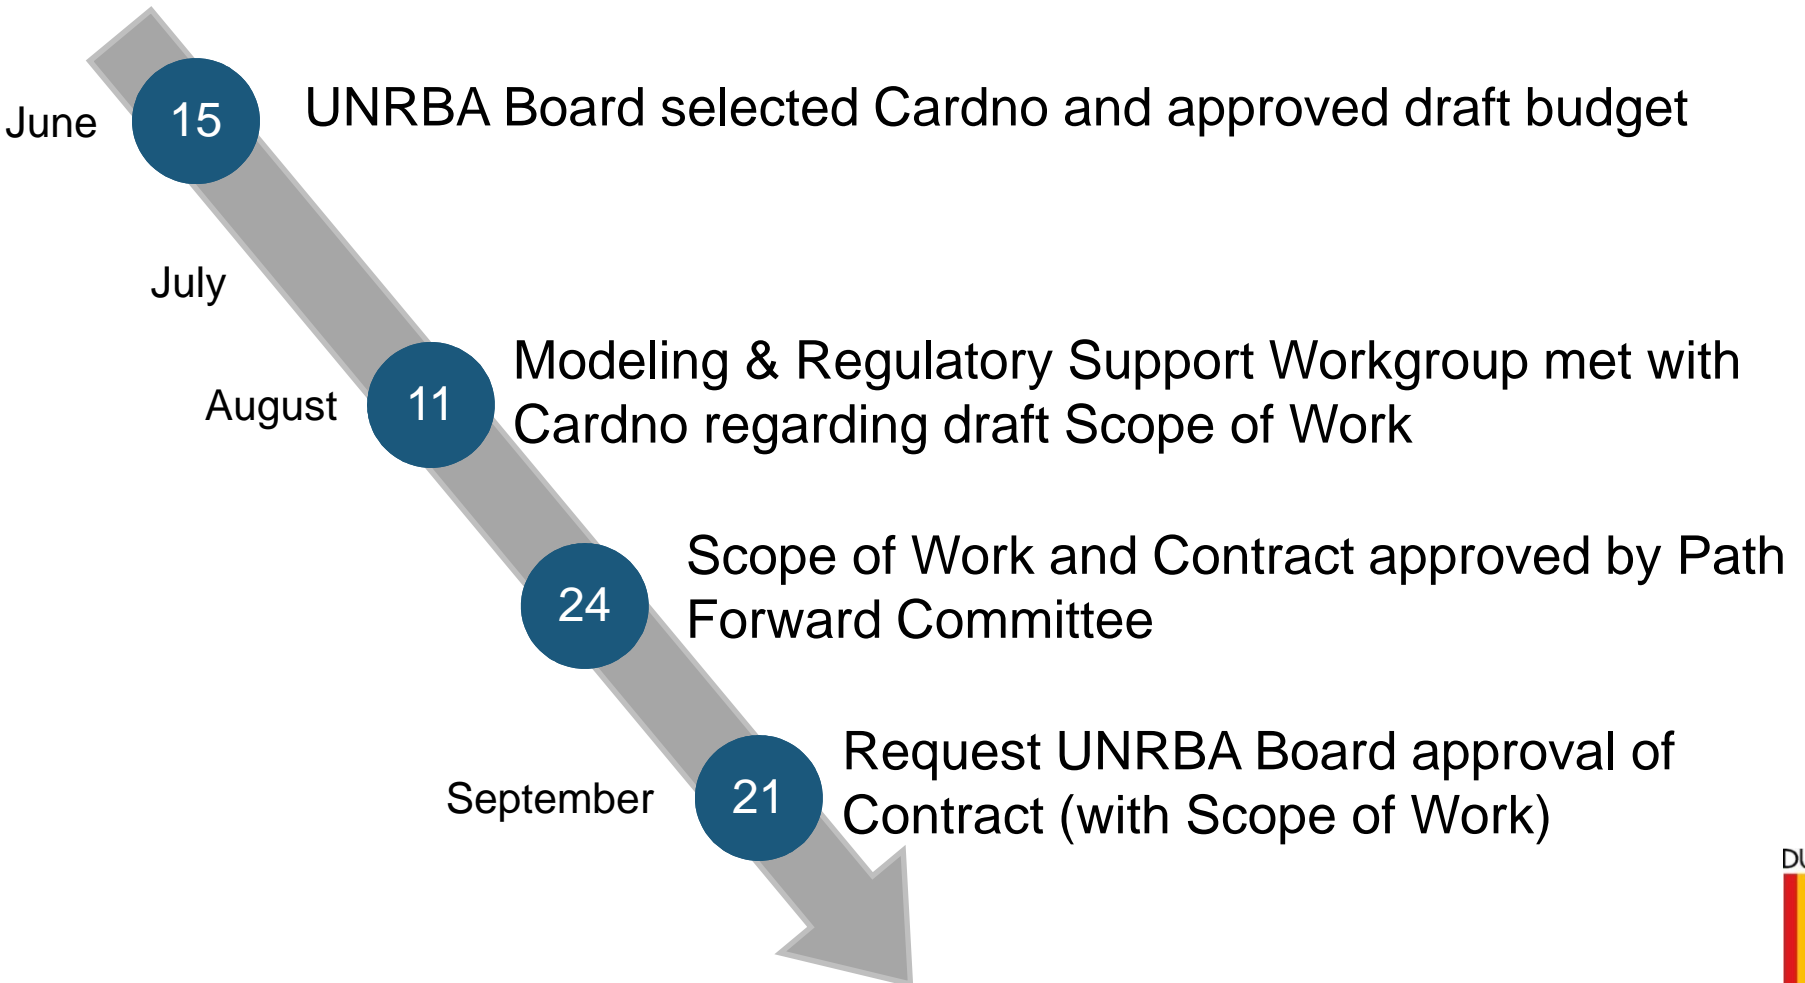 June
15
UNRBA Board selected Cardno and approved draft budget
July
August
11
Modeling & Regulatory Support Workgroup met with
Cardno regarding draft Scope of Work
24
Scope of Work and Contract approved by Path
Forward Committee
September
21
Request UNRBA Board approval of
Contract (with Scope of Work)